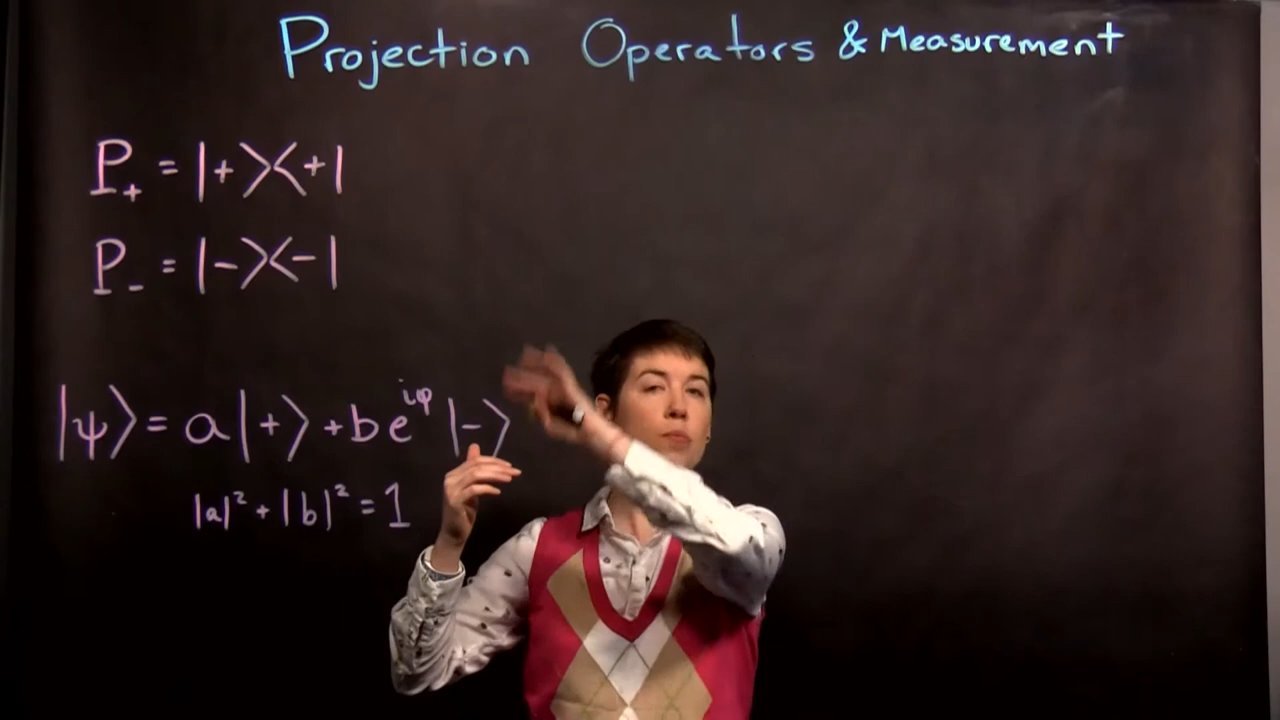 Projection Operators & Measurement
P₊ = |+><+|
P₋ = |-><-|
|ψ> = a|+> + be^{iφ}|->
|a|² + |b|² = 1